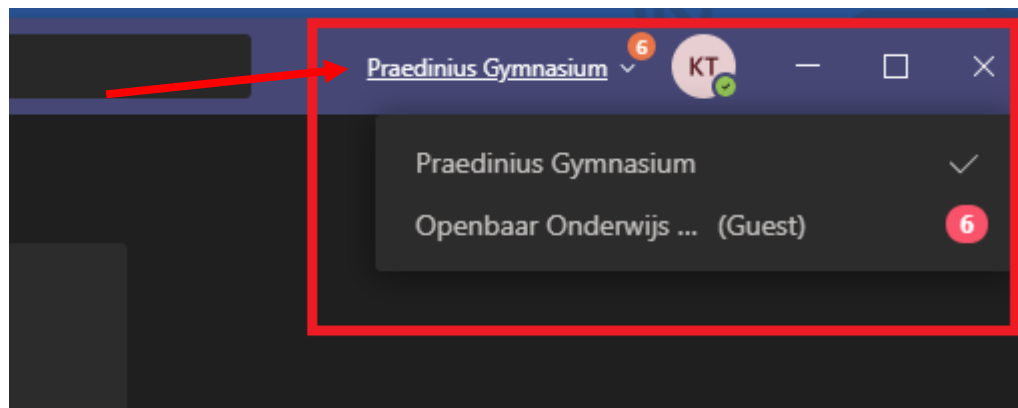 Praedinius Gymnasium 6 KT
Praedinius Gymnasium
Openbaar Onderwijs ... (Guest) 6